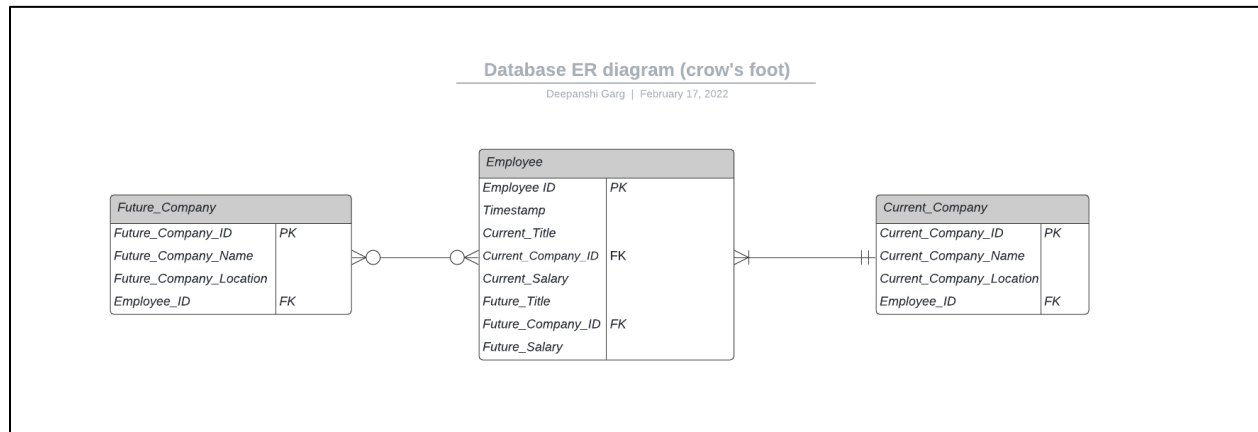 Database ER diagram (crow's foot)
Deepanshi Garg | February 17, 2022
Future_Company
Future_Company_ID PK
Future_Company_Name
Future_Company_Location
Employee_ID FK
Employee
Employee ID PK
Timestamp
Current_Title
Current_Company_ID FK
Current_Salary
Future_Title
Future_Company_ID FK
Future_Salary
Current_Company
Current_Company_ID PK
Current_Company_Name
Current_Company_Location
Employee_ID FK